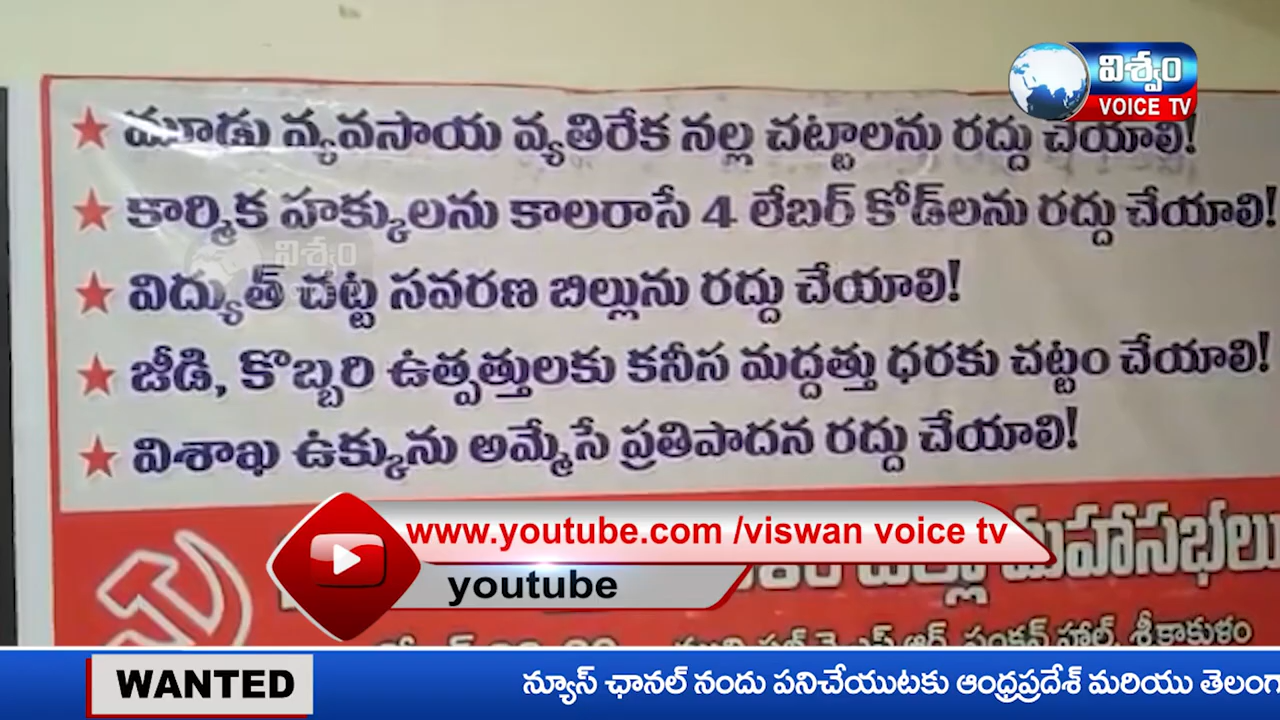 విశ్వం
VOICE TV
మూడు వ్యవసాయ వ్యతిరేక నల్ల చట్టాలను రద్దు చేయాలి!
కార్మిక హక్కులను కాలరాసే 4 లేబర్ కోడ్‌లను రద్దు చేయాలి!
విశ్వం
విద్యుత్ చట్ట సవరణ బిల్లును రద్దు చేయాలి!
జీడి, కొబ్బరి ఉత్పత్తులకు కనీస మద్దత్తు ధరకు చట్టం చేయాలి!
విశాఖ ఉక్కును అమ్మేసే ప్రతిపాదన రద్దు చేయాలి!
www.youtube.com /viswan voice tv
మహాసభలు
youtube
హాల్, శ్రీకాకుళం
WANTED
న్యూస్ ఛానల్ నందు పనిచేయుటకు ఆంధ్రప్రదేశ్ మరియు తెలంగా